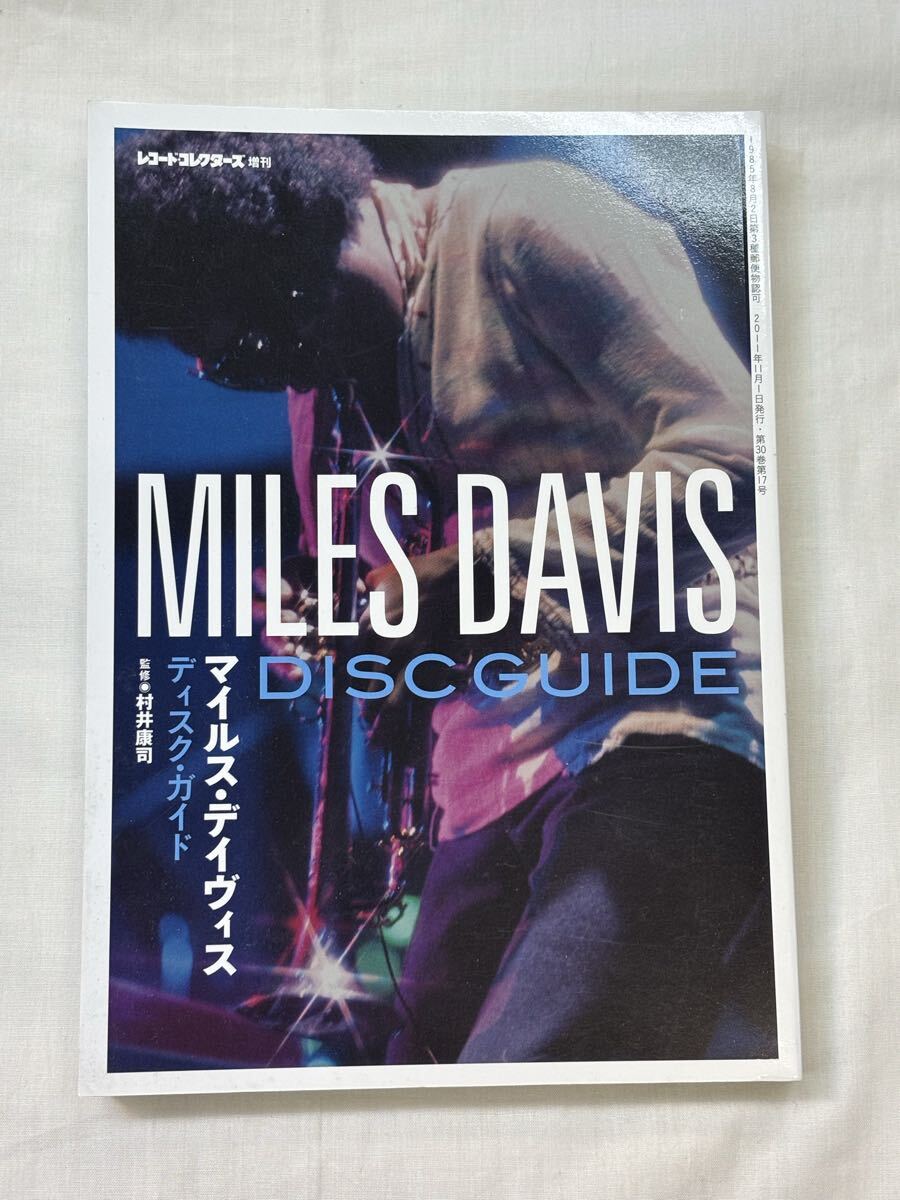 レコード・コレクターズ 増刊
1985年8月2日第3種郵便物認可 2011年11月1日発行・第30巻第17号
MILES DAVIS
DISC GUIDE
マイルス・デイヴィス
ディスク・ガイド
監修◉村井康司